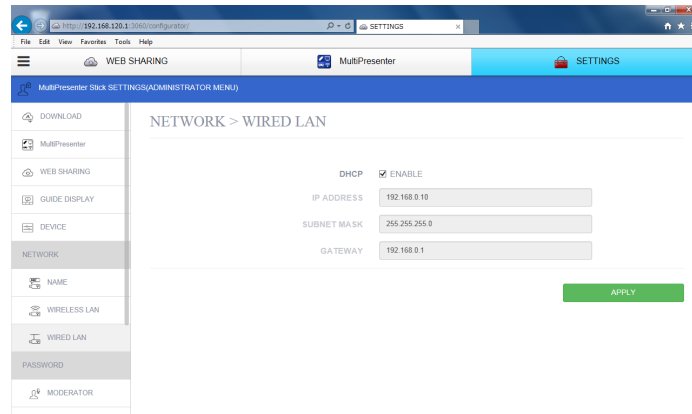 http://192.168.120.1:3060/configurator/
SETTINGS
File Edit View Favorites Tools Help
WEB SHARING
MultiPresenter
SETTINGS
MultiPresenter Stick SETTINGS(ADMINISTRATOR MENU)
DOWNLOAD
MultiPresenter
WEB SHARING
GUIDE DISPLAY
DEVICE
NETWORK
NAME
WIRELESS LAN
WIRED LAN
PASSWORD
MODERATOR
NETWORK > WIRED LAN
DHCP ENABLE
IP ADDRESS 192.168.0.10
SUBNET MASK 255.255.255.0
GATEWAY 192.168.0.1
APPLY